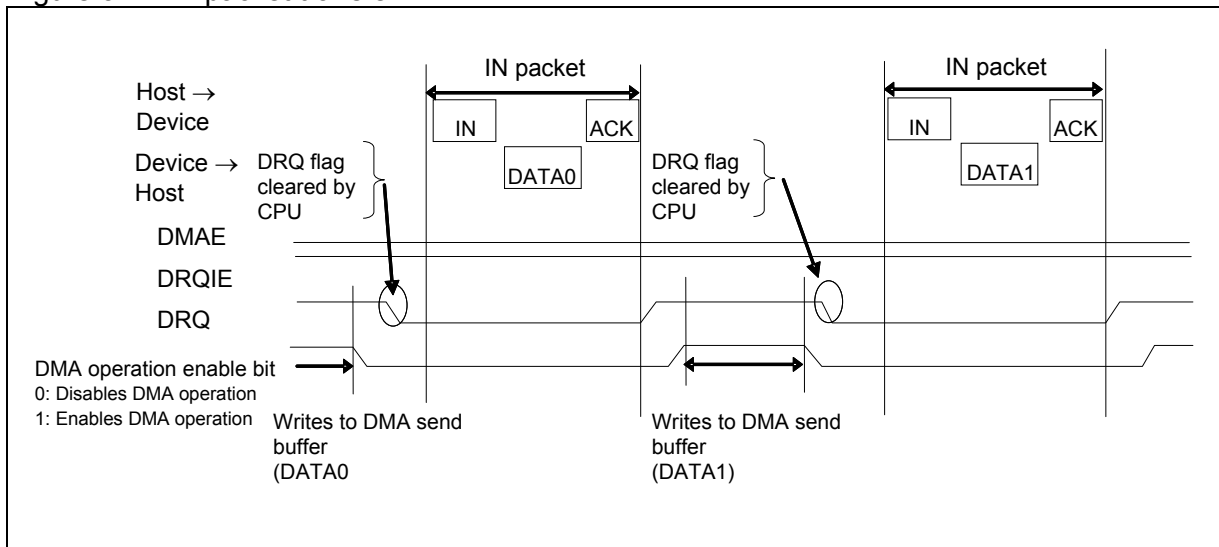 IN packet
IN packet
Host →
Device
IN
ACK
IN
ACK
Device →
Host
DRQ flag
cleared by
CPU
DATA0
DRQ flag
cleared by
CPU
DATA1
DMAE
DRQIE
DRQ
DMA operation enable bit
0: Disables DMA operation
1: Enables DMA operation
Writes to DMA send
buffer
(DATA0
Writes to DMA send
buffer
(DATA1)